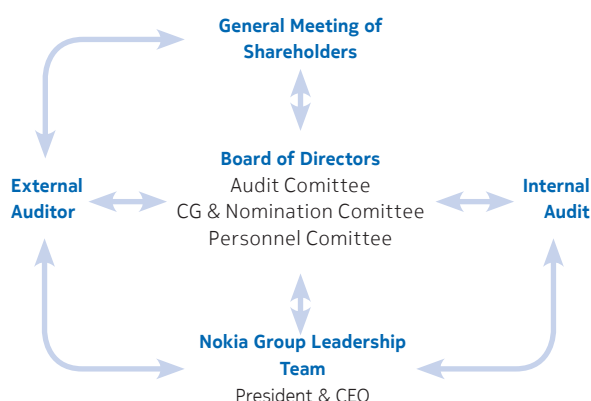 General Meeting of
Shareholders
Board of Directors
Audit Comittee
CG & Nomination Comittee
Personnel Comittee
External
Auditor
Internal
Audit
Nokia Group Leadership
Team
President & CEO